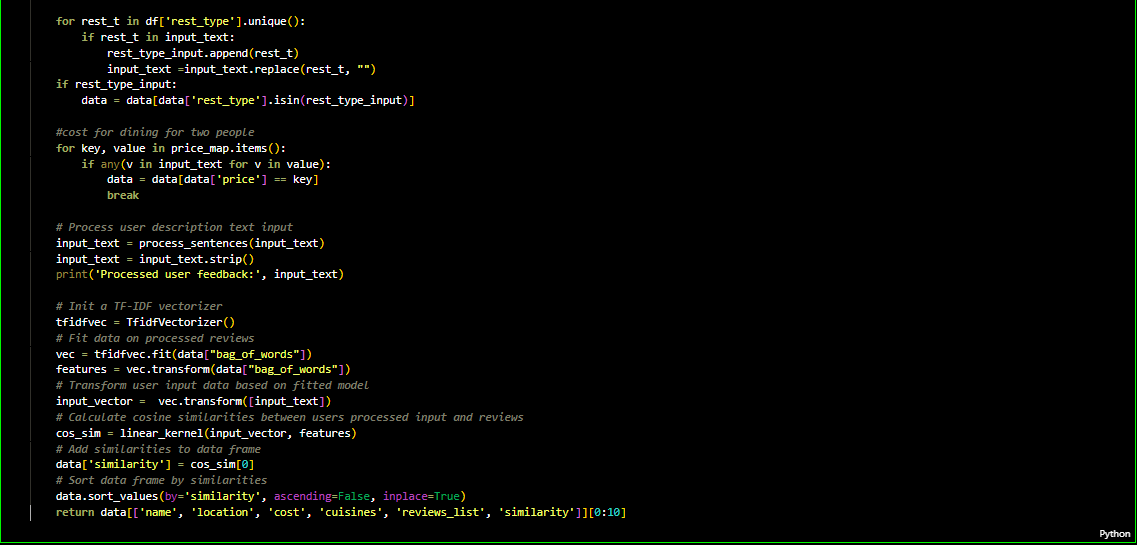 for rest_t in df['rest_type'].unique():
if rest_t in input_text:
rest_type_input.append(rest_t)
input_text =input_text.replace(rest_t, "")
if rest_type_input:
data = data[data['rest_type'].isin(rest_type_input)]
#cost for dining for two people
for key, value in price_map.items():
if any(v in input_text for v in value):
data = data[data['price'] == key]
break
# Process user description text input
input_text = process_sentences(input_text)
input_text = input_text.strip()
print('Processed user feedback:', input_text)
# Init a TF-IDF vectorizer
tfidfvec = TfidfVectorizer()
# Fit data on processed reviews
vec = tfidfvec.fit(data["bag_of_words"])
features = vec.transform(data["bag_of_words"])
# Transform user input data based on fitted model
input_vector =  vec.transform([input_text])
# Calculate cosine similarities between users processed input and reviews
cos_sim = linear_kernel(input_vector, features)
# Add similarities to data frame
data['similarity'] = cos_sim[0]
# Sort data frame by similarities
data.sort_values(by='similarity', ascending=False, inplace=True)
return data[['name', 'location', 'cost', 'cuisines', 'reviews_list', 'similarity']][0:10]
Python